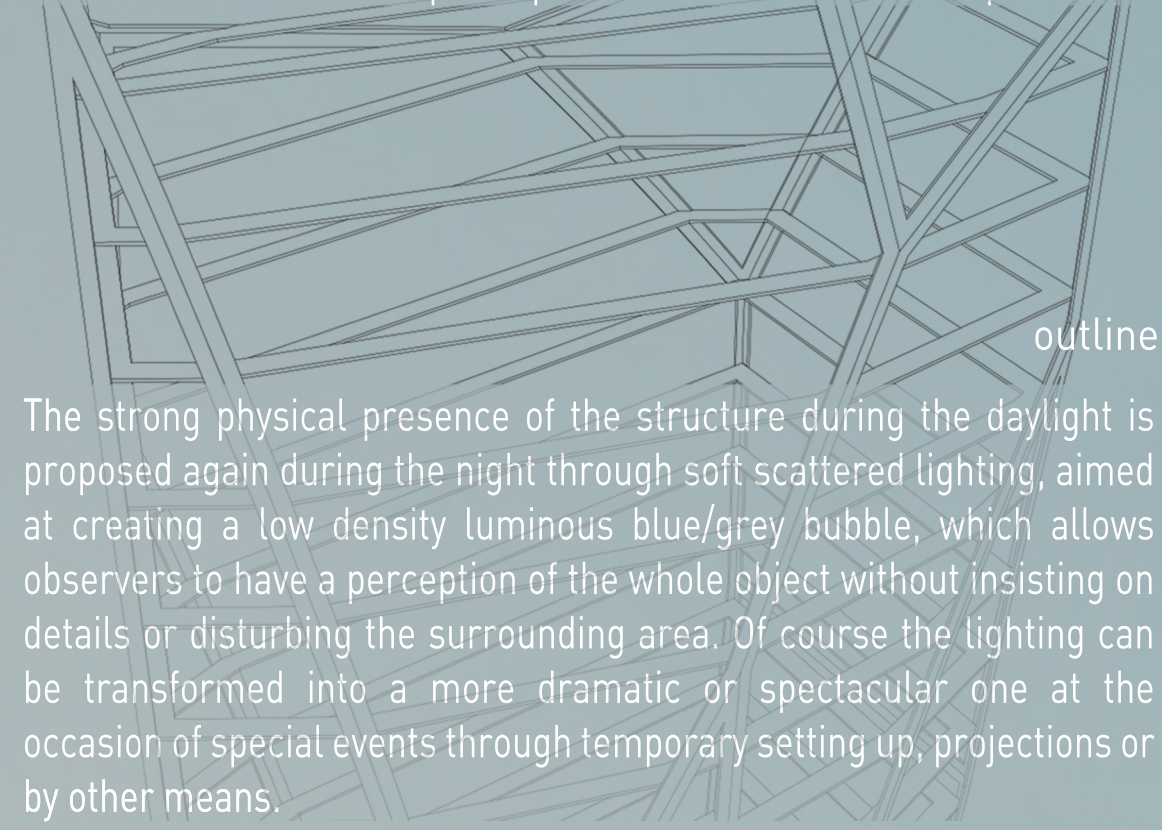 outline
The strong physical presence of the structure during the daylight is
proposed again during the night through soft scattered lighting, aimed
at creating a low density luminous blue/grey bubble, which allows
observers to have a perception of the whole object without insisting on
details or disturbing the surrounding area. Of course the lighting can
be transformed into a more dramatic or spectacular one at the
occasion of special events through temporary setting up, projections or
by other means.